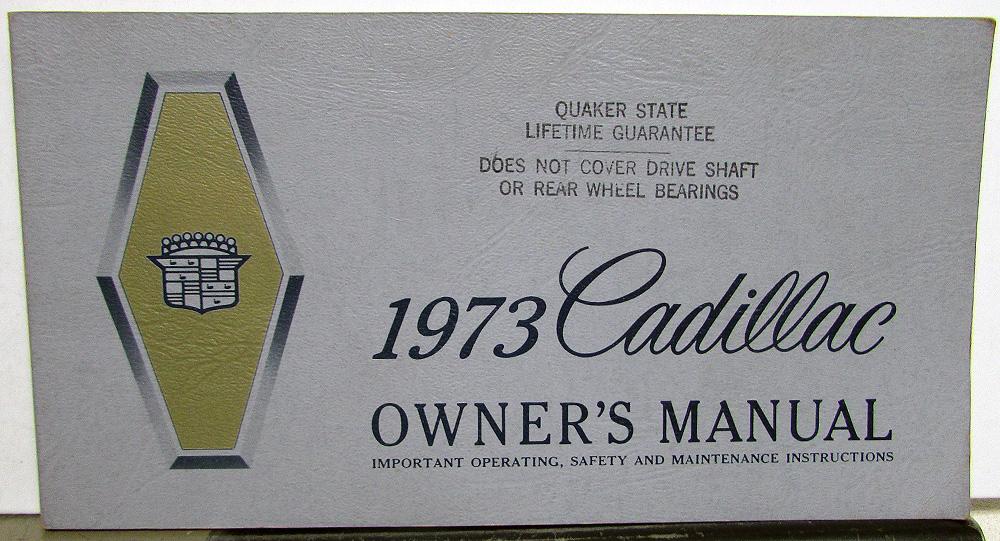 QUAKER STATE
LIFETIME GUARANTEE
DOES NOT COVER DRIVE SHAFT
OR REAR WHEEL BEARINGS
1973 Cadillac
OWNER'S MANUAL
IMPORTANT OPERATING, SAFETY AND MAINTENANCE INSTRUCTIONS